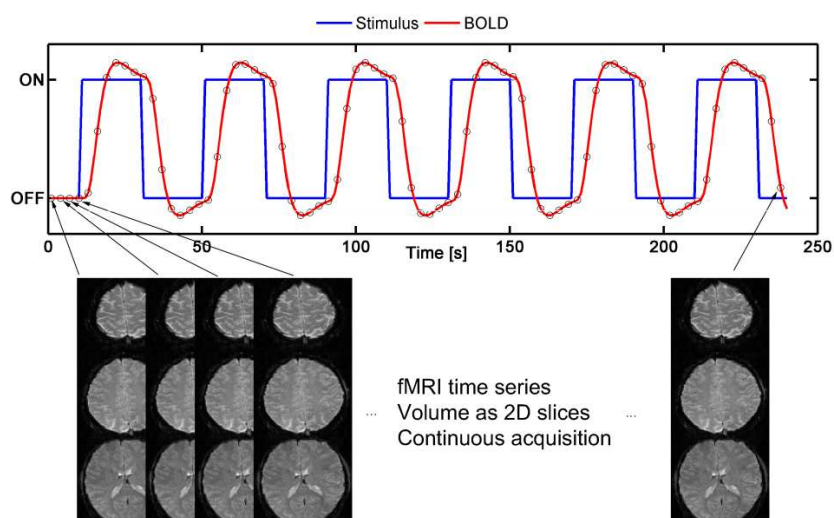 Stimulus BOLD
ON
OFF
0 50 100 150 200 250
Time [s]
fMRI time series
... Volume as 2D slices ...
Continuous acquisition